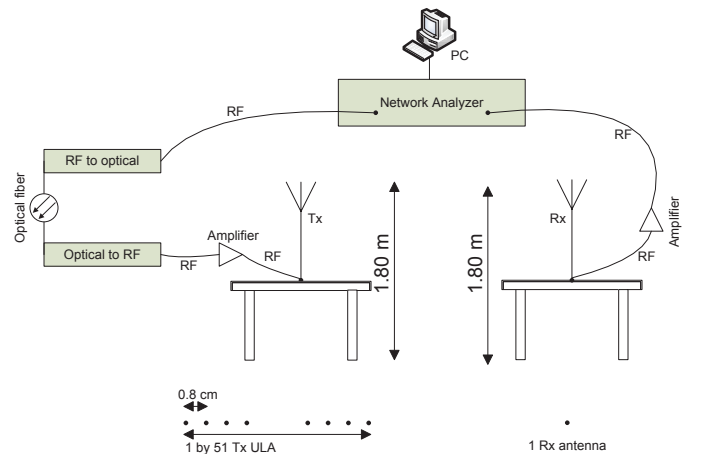 PC
Network Analyzer
RF
RF
RF to optical
Optical fiber
Optical to RF
RF
Amplifier
RF
Tx
1.80 m
1.80 m
Rx
RF
Amplifier
0.8 cm
1 by 51 Tx ULA
1 Rx antenna